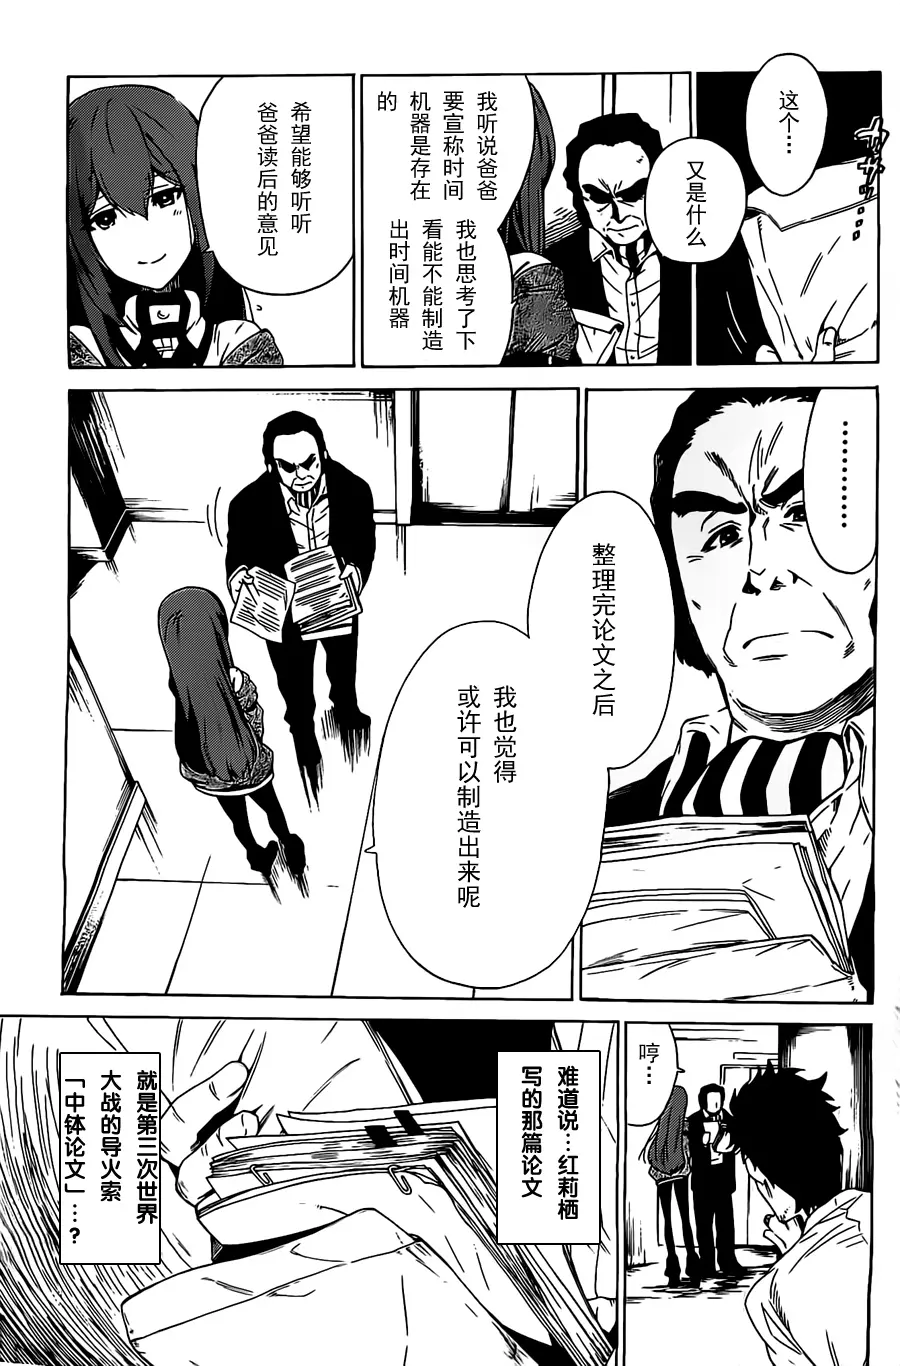 这个…
又是什么
我听说爸爸
要宣称时间
机器是存在
的
我也思考了下
看能不能制造
出时间机器
希望能够听听
爸爸读后的意见
………
整理完论文之后
我也觉得
或许可以制造出来呢
哼…
难道说…红莉栖
写的那篇论文
就是第三次世界
大战的导火索
「中钵论文」…?